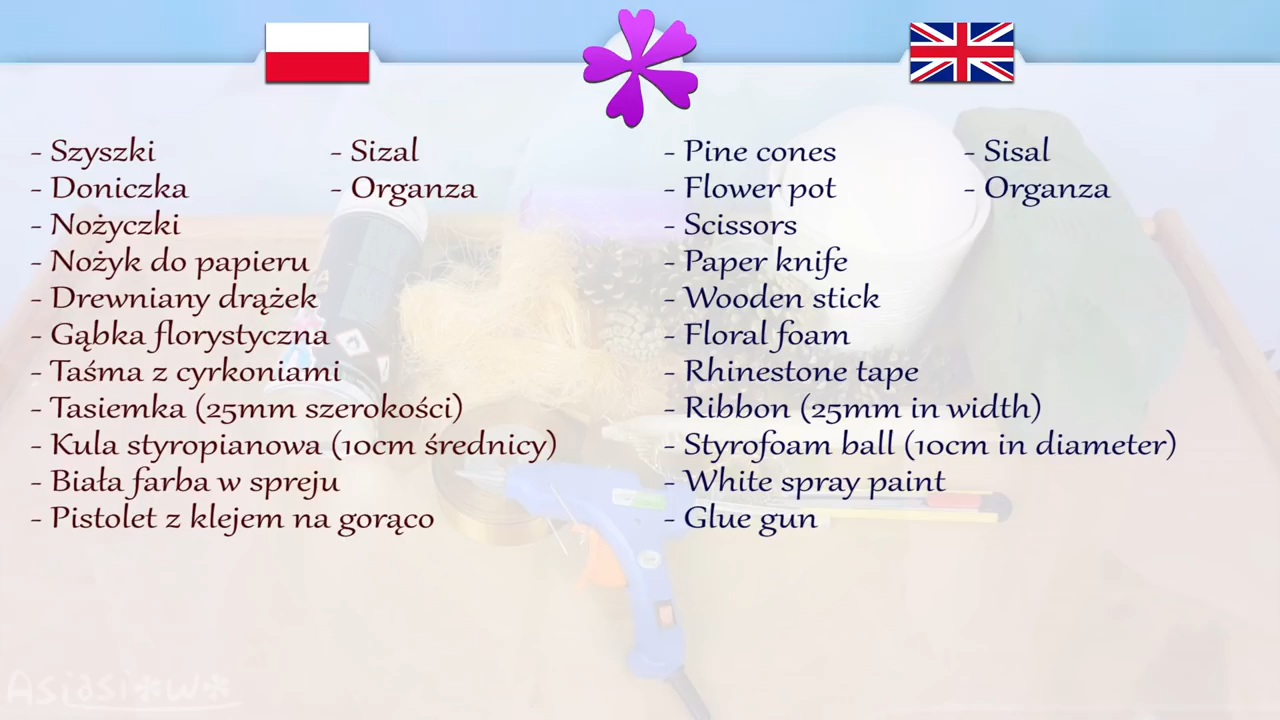 - Szyszki
- Doniczka
- Nożyczki
- Nożyk do papieru
- Drewniany drążek
- Gąbka florystyczna
- Taśma z cyrkoniami
- Tasiemka (25mm szerokości)
- Kula styropianowa (10cm średnicy)
- Biała farba w spreju
- Pistolet z klejem na gorąco
- Sizal
- Organza
- Pine cones
- Flower pot
- Scissors
- Paper knife
- Wooden stick
- Floral foam
- Rhinestone tape
- Ribbon (25mm in width)
- Styrofoam ball (10cm in diameter)
- White spray paint
- Glue gun
- Sisal
- Organza
Asiasi*w*